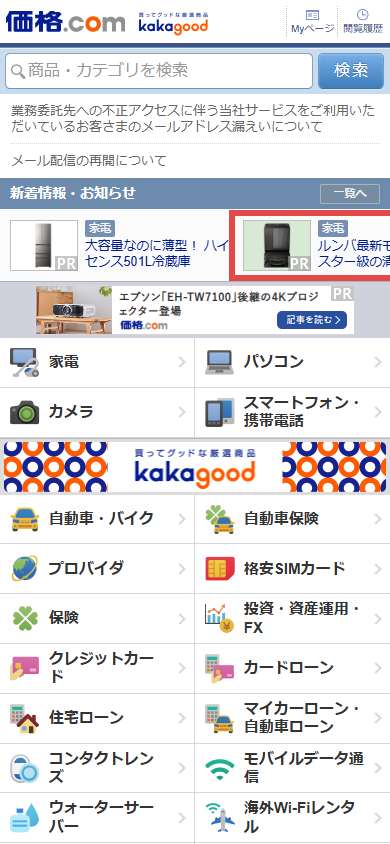 価格.com
買ってグッドな厳選商品
kakagood
Myページ
閲覧履歴
商品・カテゴリを検索
検索
業務委託先への不正アクセスに伴う当社サービスをご利用いた
だいているお客さまのメールアドレス漏えいについて
メール配信の再開について
新着情報・お知らせ
一覧へ
PR
家電
大容量なのに薄型！ ハイ
センス501L冷蔵庫
PR
家電
ルンバ最新モ
スター級の清
エプソン｢EH-TW7100｣後継の4Kプロジ
ェクター登場
価格.com
記事を読む
PR
家電
パソコン
カメラ
スマートフォン・
携帯電話
買ってグッドな厳選商品
kakagood
自動車・バイク
自動車保険
プロバイダ
格安SIMカード
保険
投資・資産運用・
FX
クレジットカー
ド
カードローン
住宅ローン
マイカーローン・
自動車ローン
コンタクトレン
ズ
モバイルデータ通
信
ウォーターサー
バー
海外Wi-Fiレンタ
ル